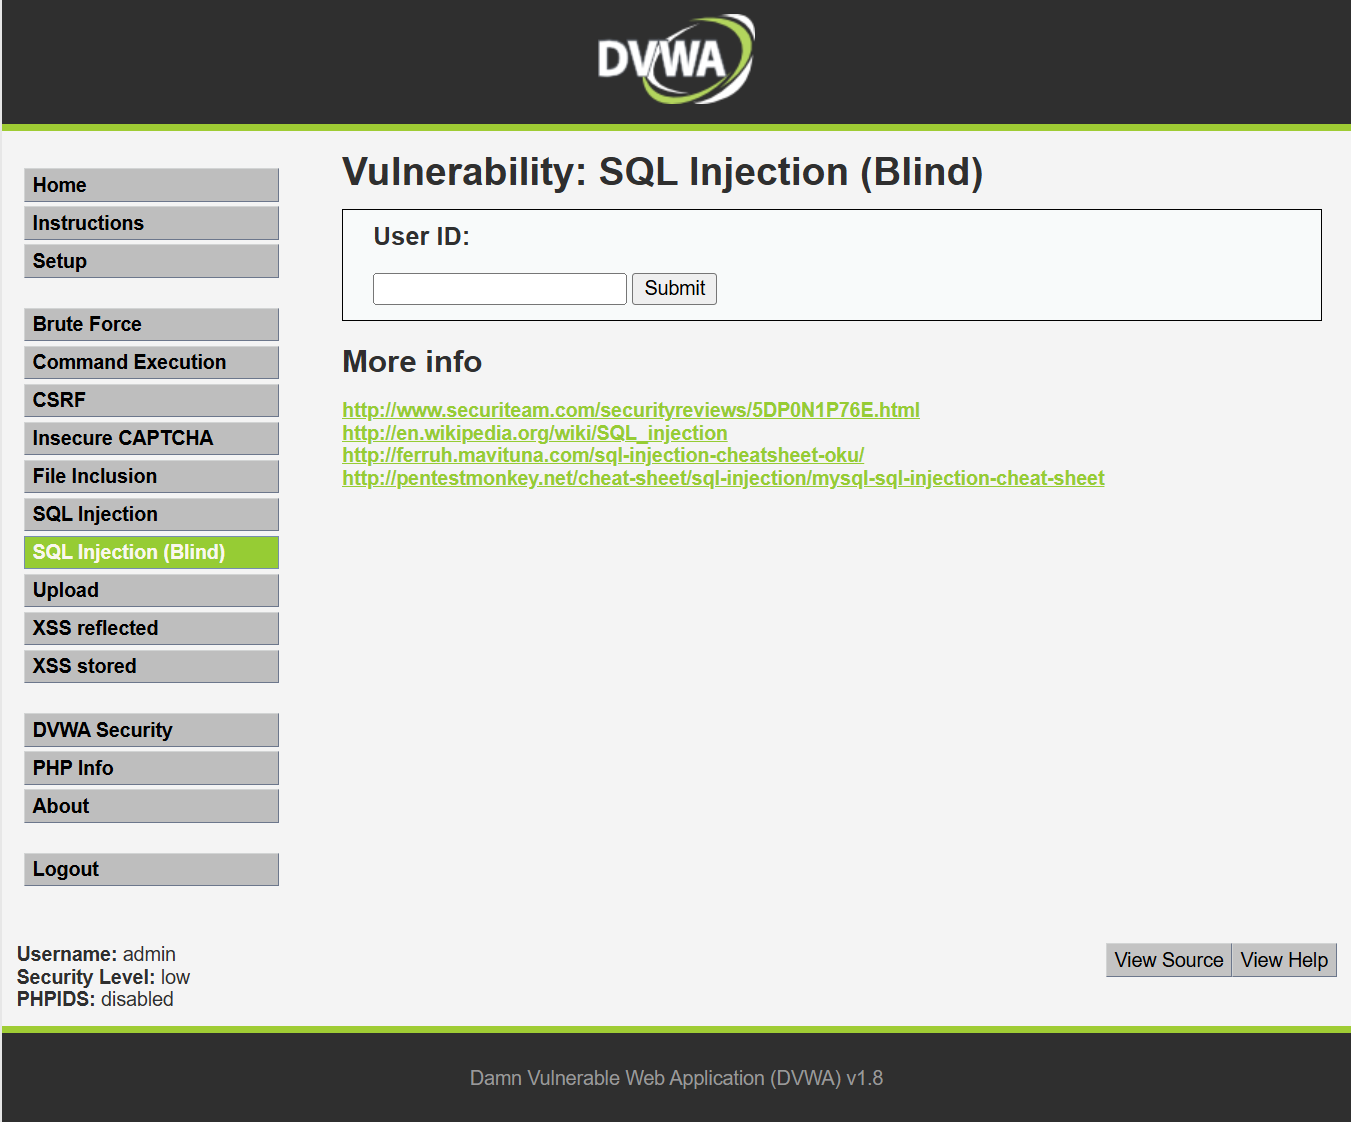 DVWA
Home
Instructions
Setup
Brute Force
Command Execution
CSRF
Insecure CAPTCHA
File Inclusion
SQL Injection
SQL Injection (Blind)
Upload
XSS reflected
XSS stored
DVWA Security
PHP Info
About
Logout
Vulnerability: SQL Injection (Blind)
User ID:
Submit
More info
http://www.securiteam.com/securityreviews/5DP0N1P76E.html
http://en.wikipedia.org/wiki/SQL_injection
http://ferruh.mavituna.com/sql-injection-cheatsheet-oku/
http://pentestmonkey.net/cheat-sheet/sql-injection/mysql-sql-injection-cheat-sheet
Username: admin
Security Level: low
PHPIDS: disabled
View Source View Help
Damn Vulnerable Web Application (DVWA) v1.8